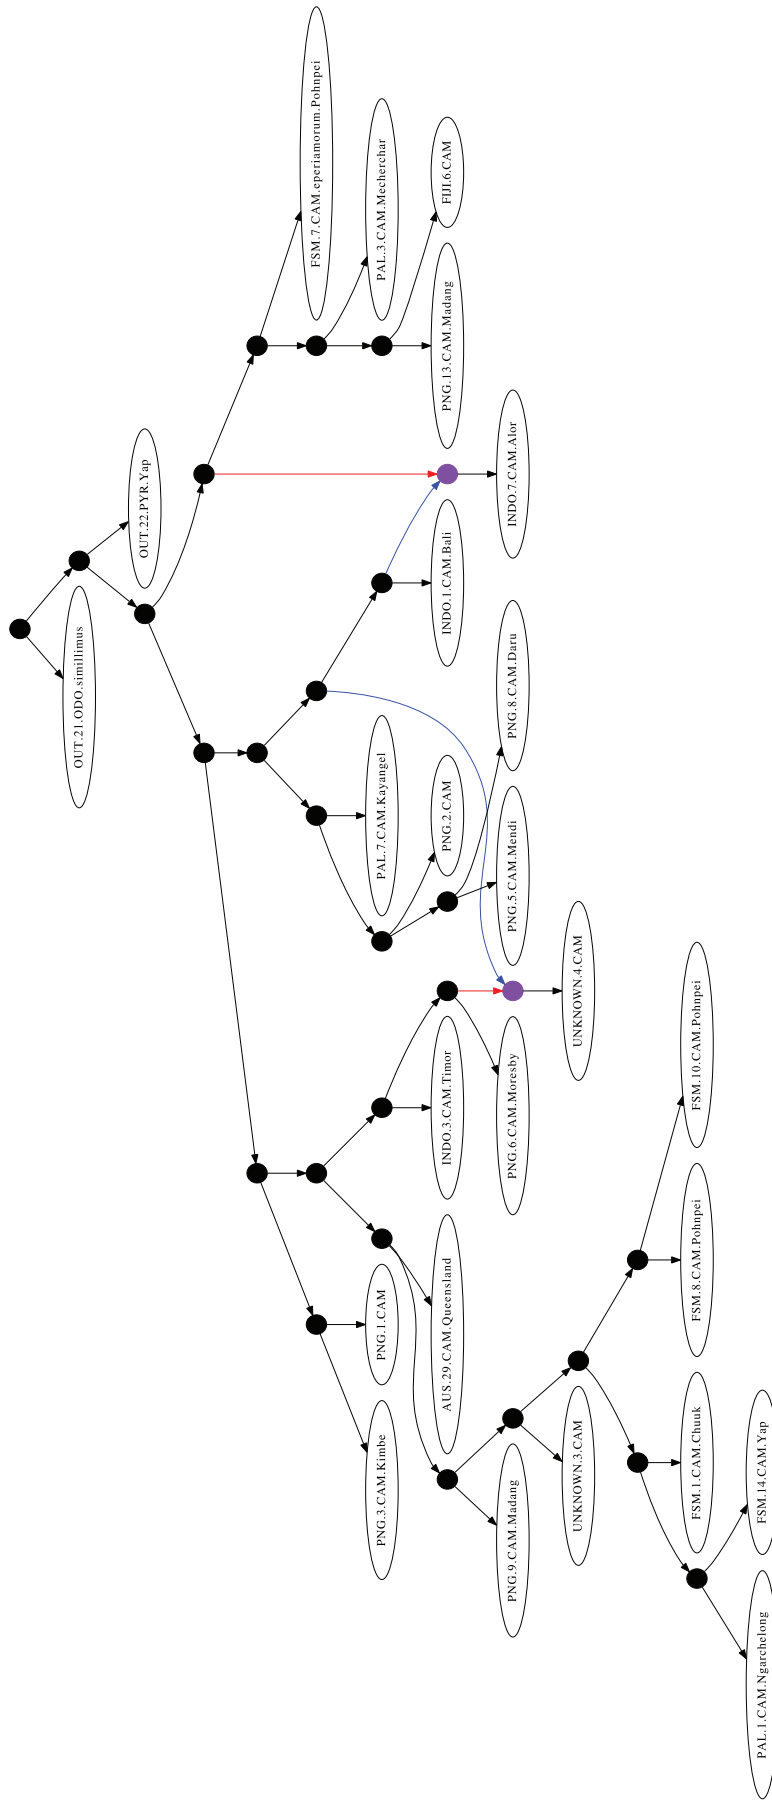 FSM.7.CAM.eperiamorum.Pohnpei
PAL.3.CAM.Mecherchar
FIJI.6.CAM
PNG.13.CAM.Madang
OUT.22.PYR.Yap
INDO.7.CAM.Alor
INDO.1.CAM.Bali
OUT.21.ODO.simillimus
PNG.8.CAM.Daru
PAL.7.CAM.Kayangel
PNG.2.CAM
PNG.5.CAM.Mendi
UNKNOWN.4.CAM
FSM.10.CAM.Pohnpei
INDO.3.CAM.Timor
PNG.6.CAM.Moresby
FSM.8.CAM.Pohnpei
PNG.1.CAM
AUS.29.CAM.Queensland
PNG.3.CAM.Kimbe
UNKNOWN.3.CAM
FSM.1.CAM.Chuuk
FSM.14.CAM.Yap
PNG.9.CAM.Madang
PAL.1.CAM.Ngarchelong